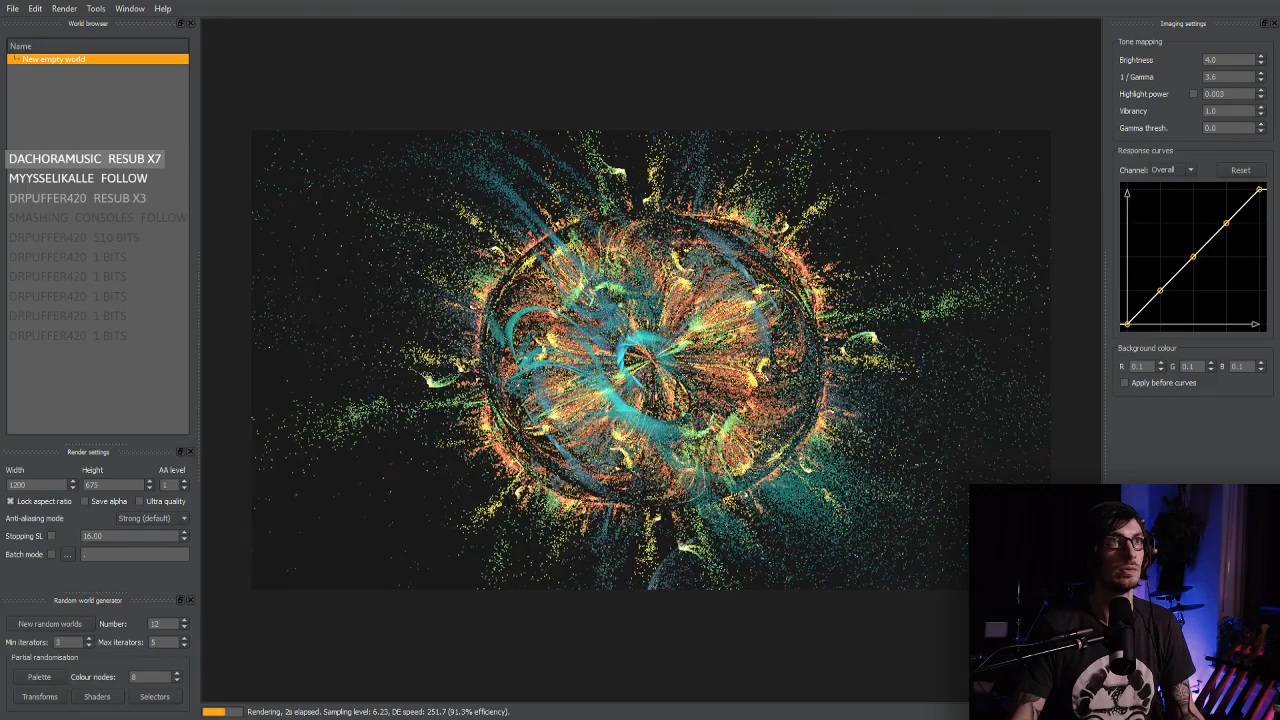 File Edit Render Tools Window Help
World browser
Name
New empty world
DACHORAMUSIC RESUB X7
MYYSSELIKALLE FOLLOW
DRPUFFER420 RESUB X3
SMASHING_CONSOLES FOLLOW
DRPUFFER420 510 BITS
DRPUFFER420 1 BITS
DRPUFFER420 1 BITS
DRPUFFER420 1 BITS
DRPUFFER420 1 BITS
DRPUFFER420 1 BITS
Render settings
Width Height AA level
1200 675 1
Lock aspect ratio Save alpha Ultra quality
Anti-aliasing mode Strong (default)
Stopping SL 16.00
Batch mode ... .
Random world generator
New random worlds Number: 12
Min iterators: 3 Max iterators: 5
Partial randomisation
Palette Colour nodes: 8
Transforms Shaders Selectors
Rendering, 2s elapsed. Sampling level: 6.23, DE speed: 251.7 (91.3% efficiency).
Imaging settings
Tone mapping
Brightness 4.0
1 / Gamma 3.6
Highlight power 0.003
Vibrancy 1.0
Gamma thresh. 0.0
Response curves
Channel: Overall Reset
Background colour
R 0.1 G 0.1 B 0.1
Apply before curves